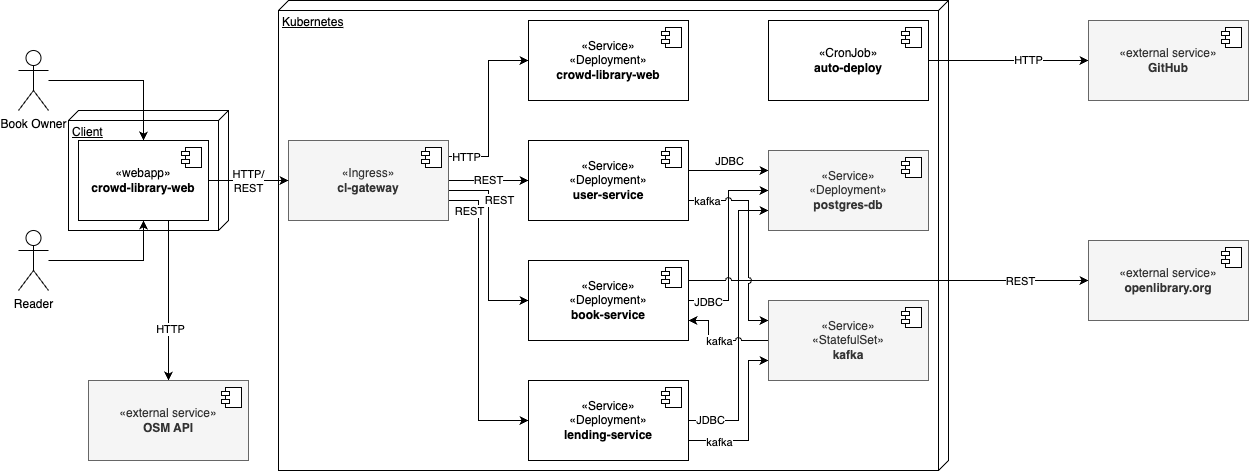 Kubernetes
«Service»
«Deployment»
crowd-library-web
«CronJob»
auto-deploy
HTTP
«external service»
GitHub
Book Owner
Client
«webapp»
crowd-library-web
HTTP/
REST
«Ingress»
cl-gateway
HTTP
REST
REST
REST
«Service»
«Deployment»
user-service
JDBC
kafka
«Service»
«Deployment»
postgres-db
Reader
«Service»
«Deployment»
book-service
JDBC
kafka
REST
«external service»
openlibrary.org
«Service»
«StatefulSet»
kafka
HTTP
«external service»
OSM API
«Service»
«Deployment»
lending-service
JDBC
kafka